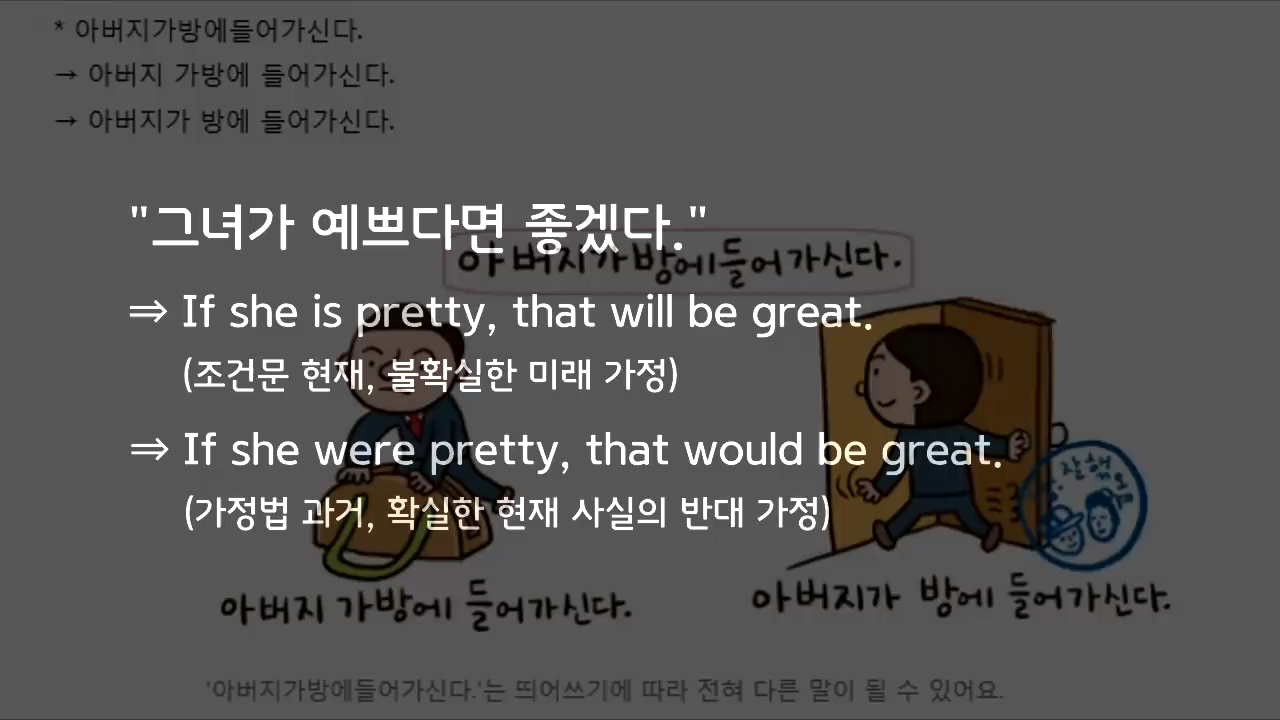 * 아버지가방에들어가신다.
→ 아버지 가방에 들어가신다.
→ 아버지가 방에 들어가신다.
"그녀가 예쁘다면 좋겠다."
아버지가방에들어가신다.
⇒ If she is pretty, that will be great.
(조건문 현재, 불확실한 미래 가정)
⇒ If she were pretty, that would be great.
잘했어요
(가정법 과거, 확실한 현재 사실의 반대 가정)
아버지 가방에 들어가신다.
아버지가 방에 들어가신다.
'아버지가방에들어가신다.'는 띄어쓰기에 따라 전혀 다른 말이 될 수 있어요.